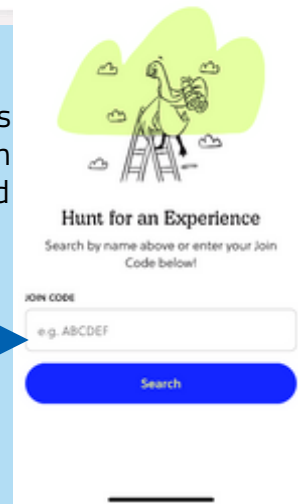 s
n
d
Hunt for an Experience
Search by name above or enter your Join
Code below!
JOIN CODE
e.g. ABCDEF
Search